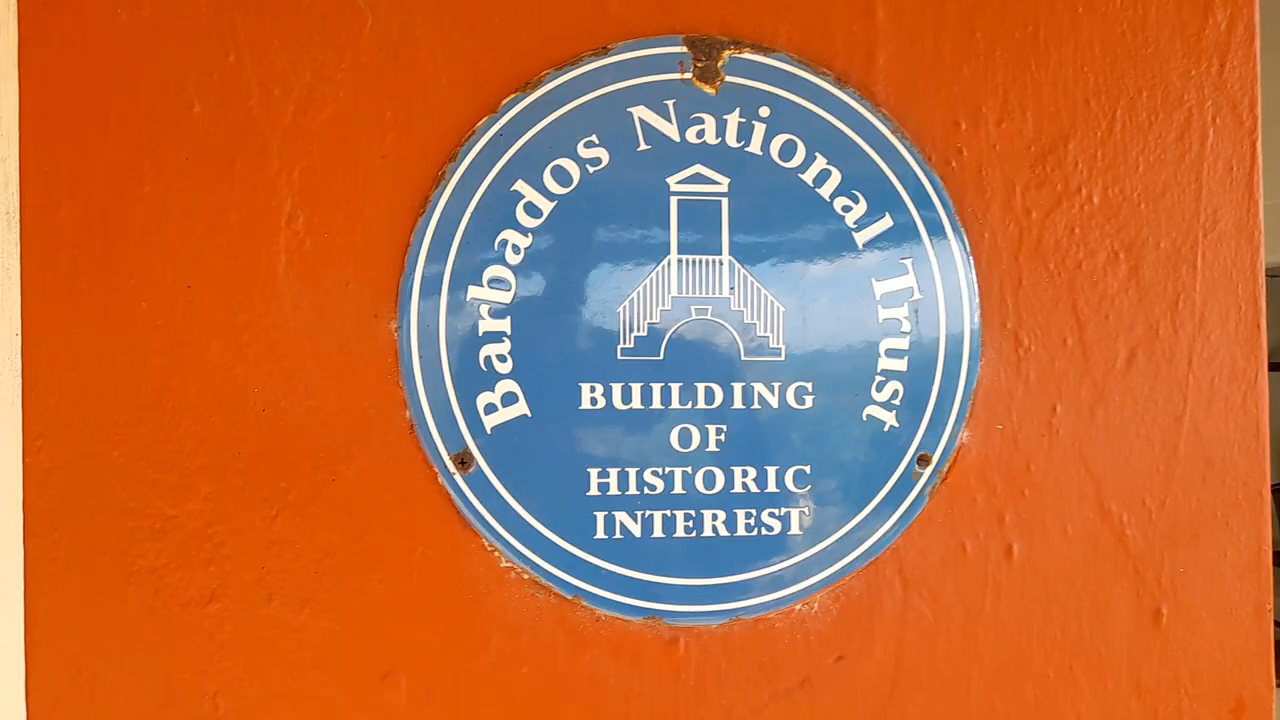 Barbados National Trust
BUILDING
OF
HISTORIC
INTEREST